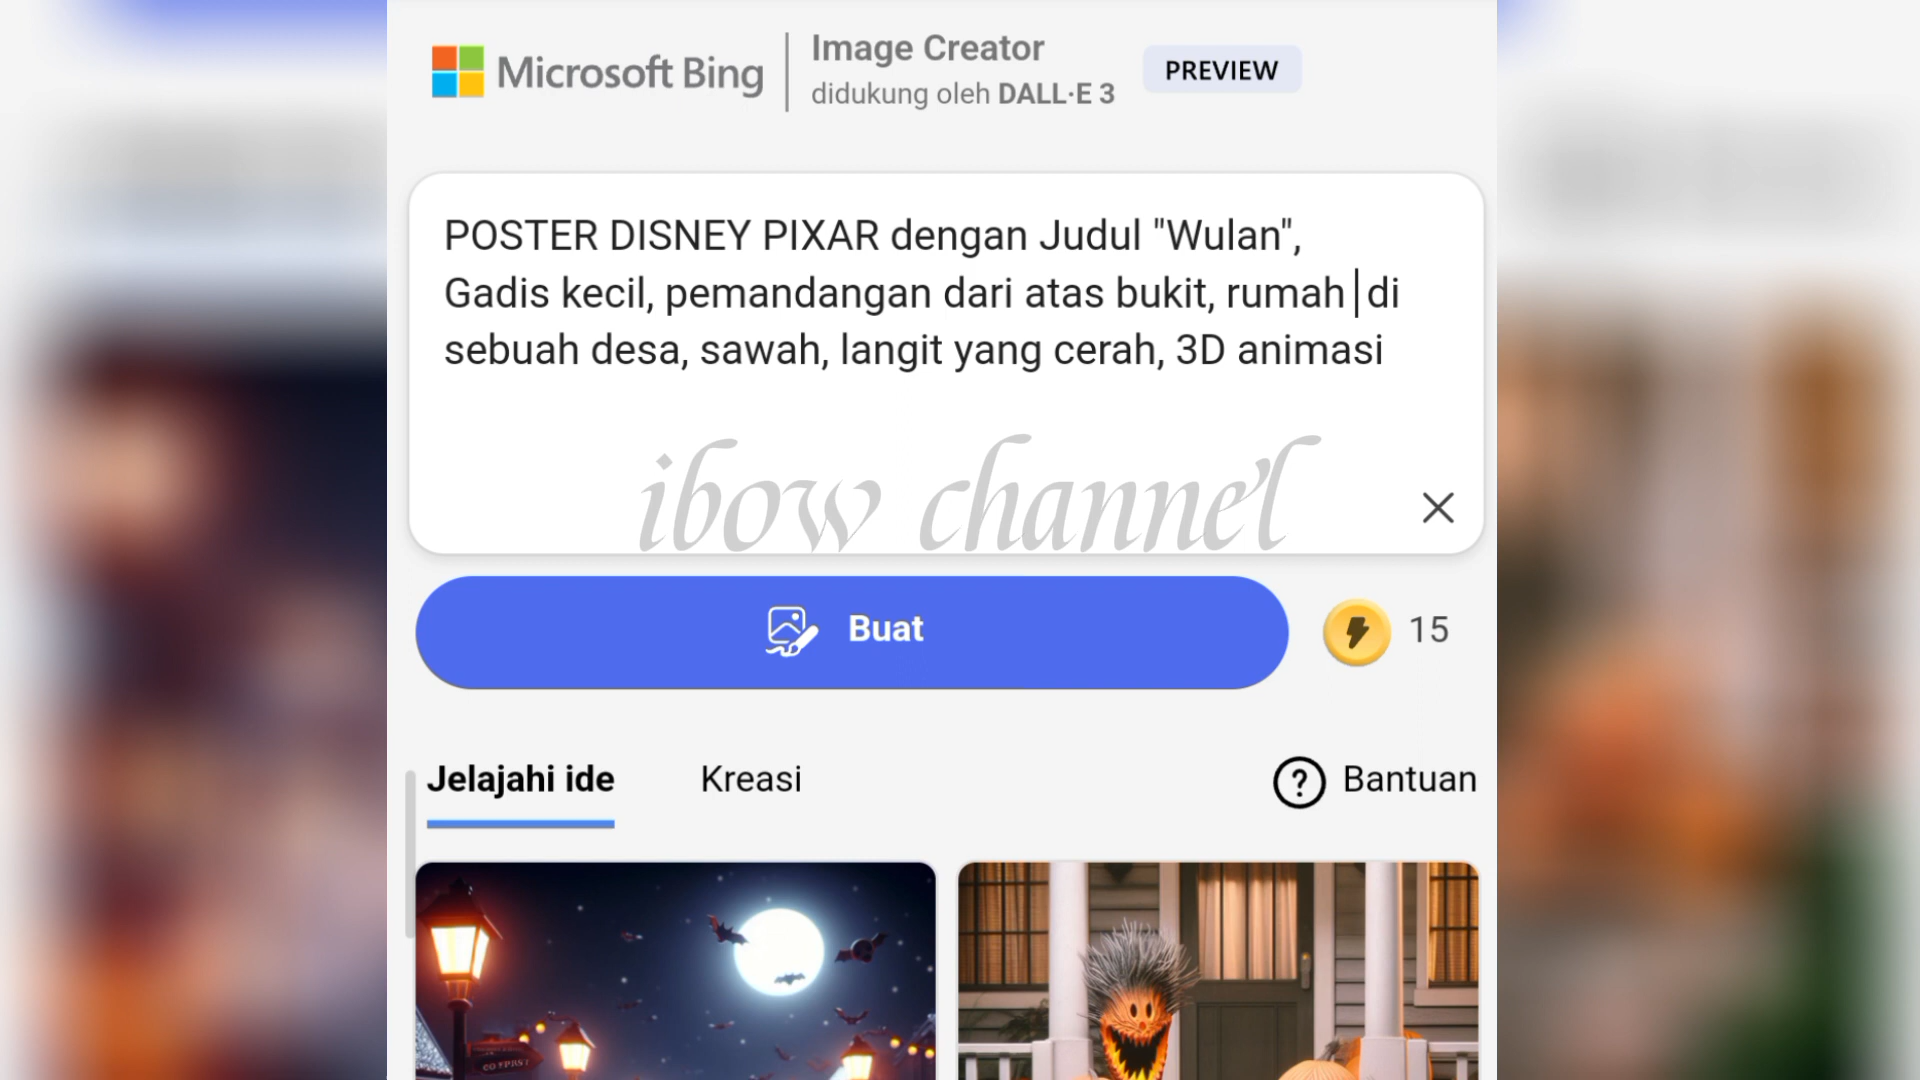 Microsoft Bing
Image Creator
didukung oleh DALL·E 3
PREVIEW
POSTER DISNEY PIXAR dengan Judul "Wulan",
Gadis kecil, pemandangan dari atas bukit, rumah di
sebuah desa, sawah, langit yang cerah, 3D animasi
ibow channel
Buat
15
Jelajahi ide
Kreasi
? Bantuan